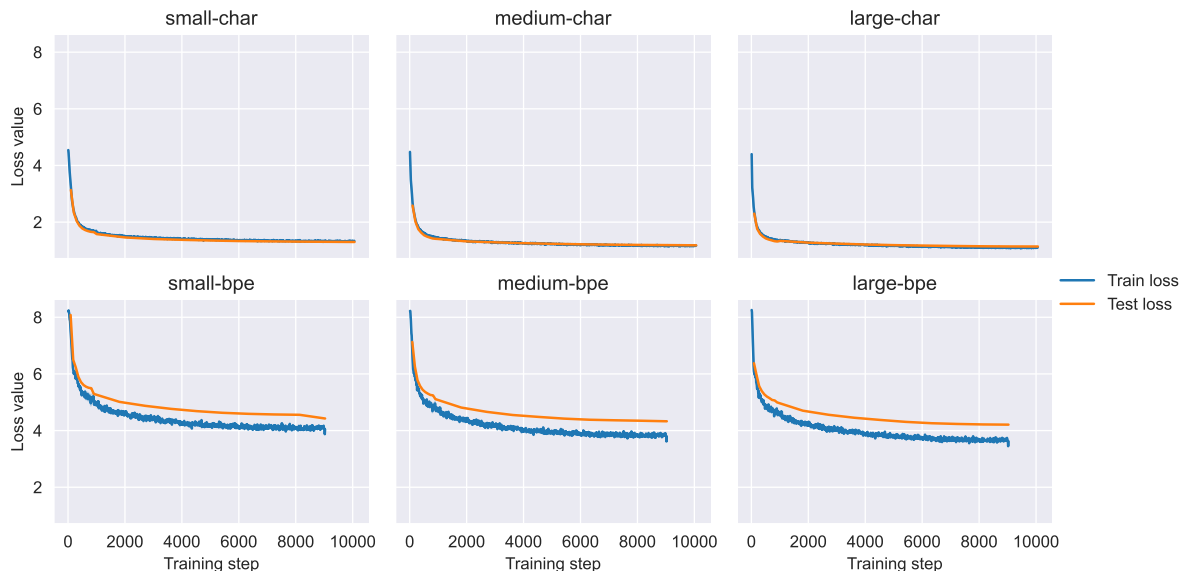 small-char
medium-char
large-char
Loss value
8
6
4
2
small-bpe
medium-bpe
large-bpe
Train loss
Test loss
Loss value
8
6
4
2
0 2000 4000 6000 8000 10000
0 2000 4000 6000 8000 10000
0 2000 4000 6000 8000 10000
Training step
Training step
Training step